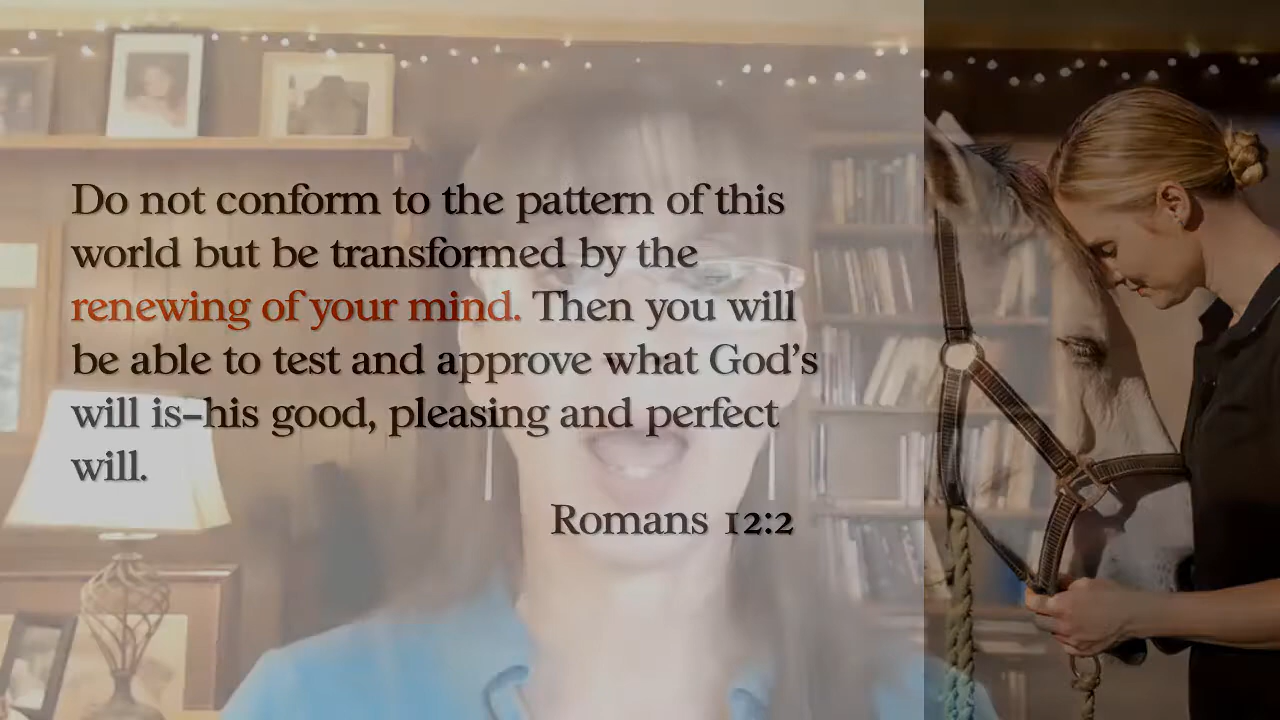 Do not conform to the pattern of this
world but be transformed by the
renewing of your mind. Then you will
be able to test and approve what God’s
will is–his good, pleasing and perfect
will.
Romans 12:2